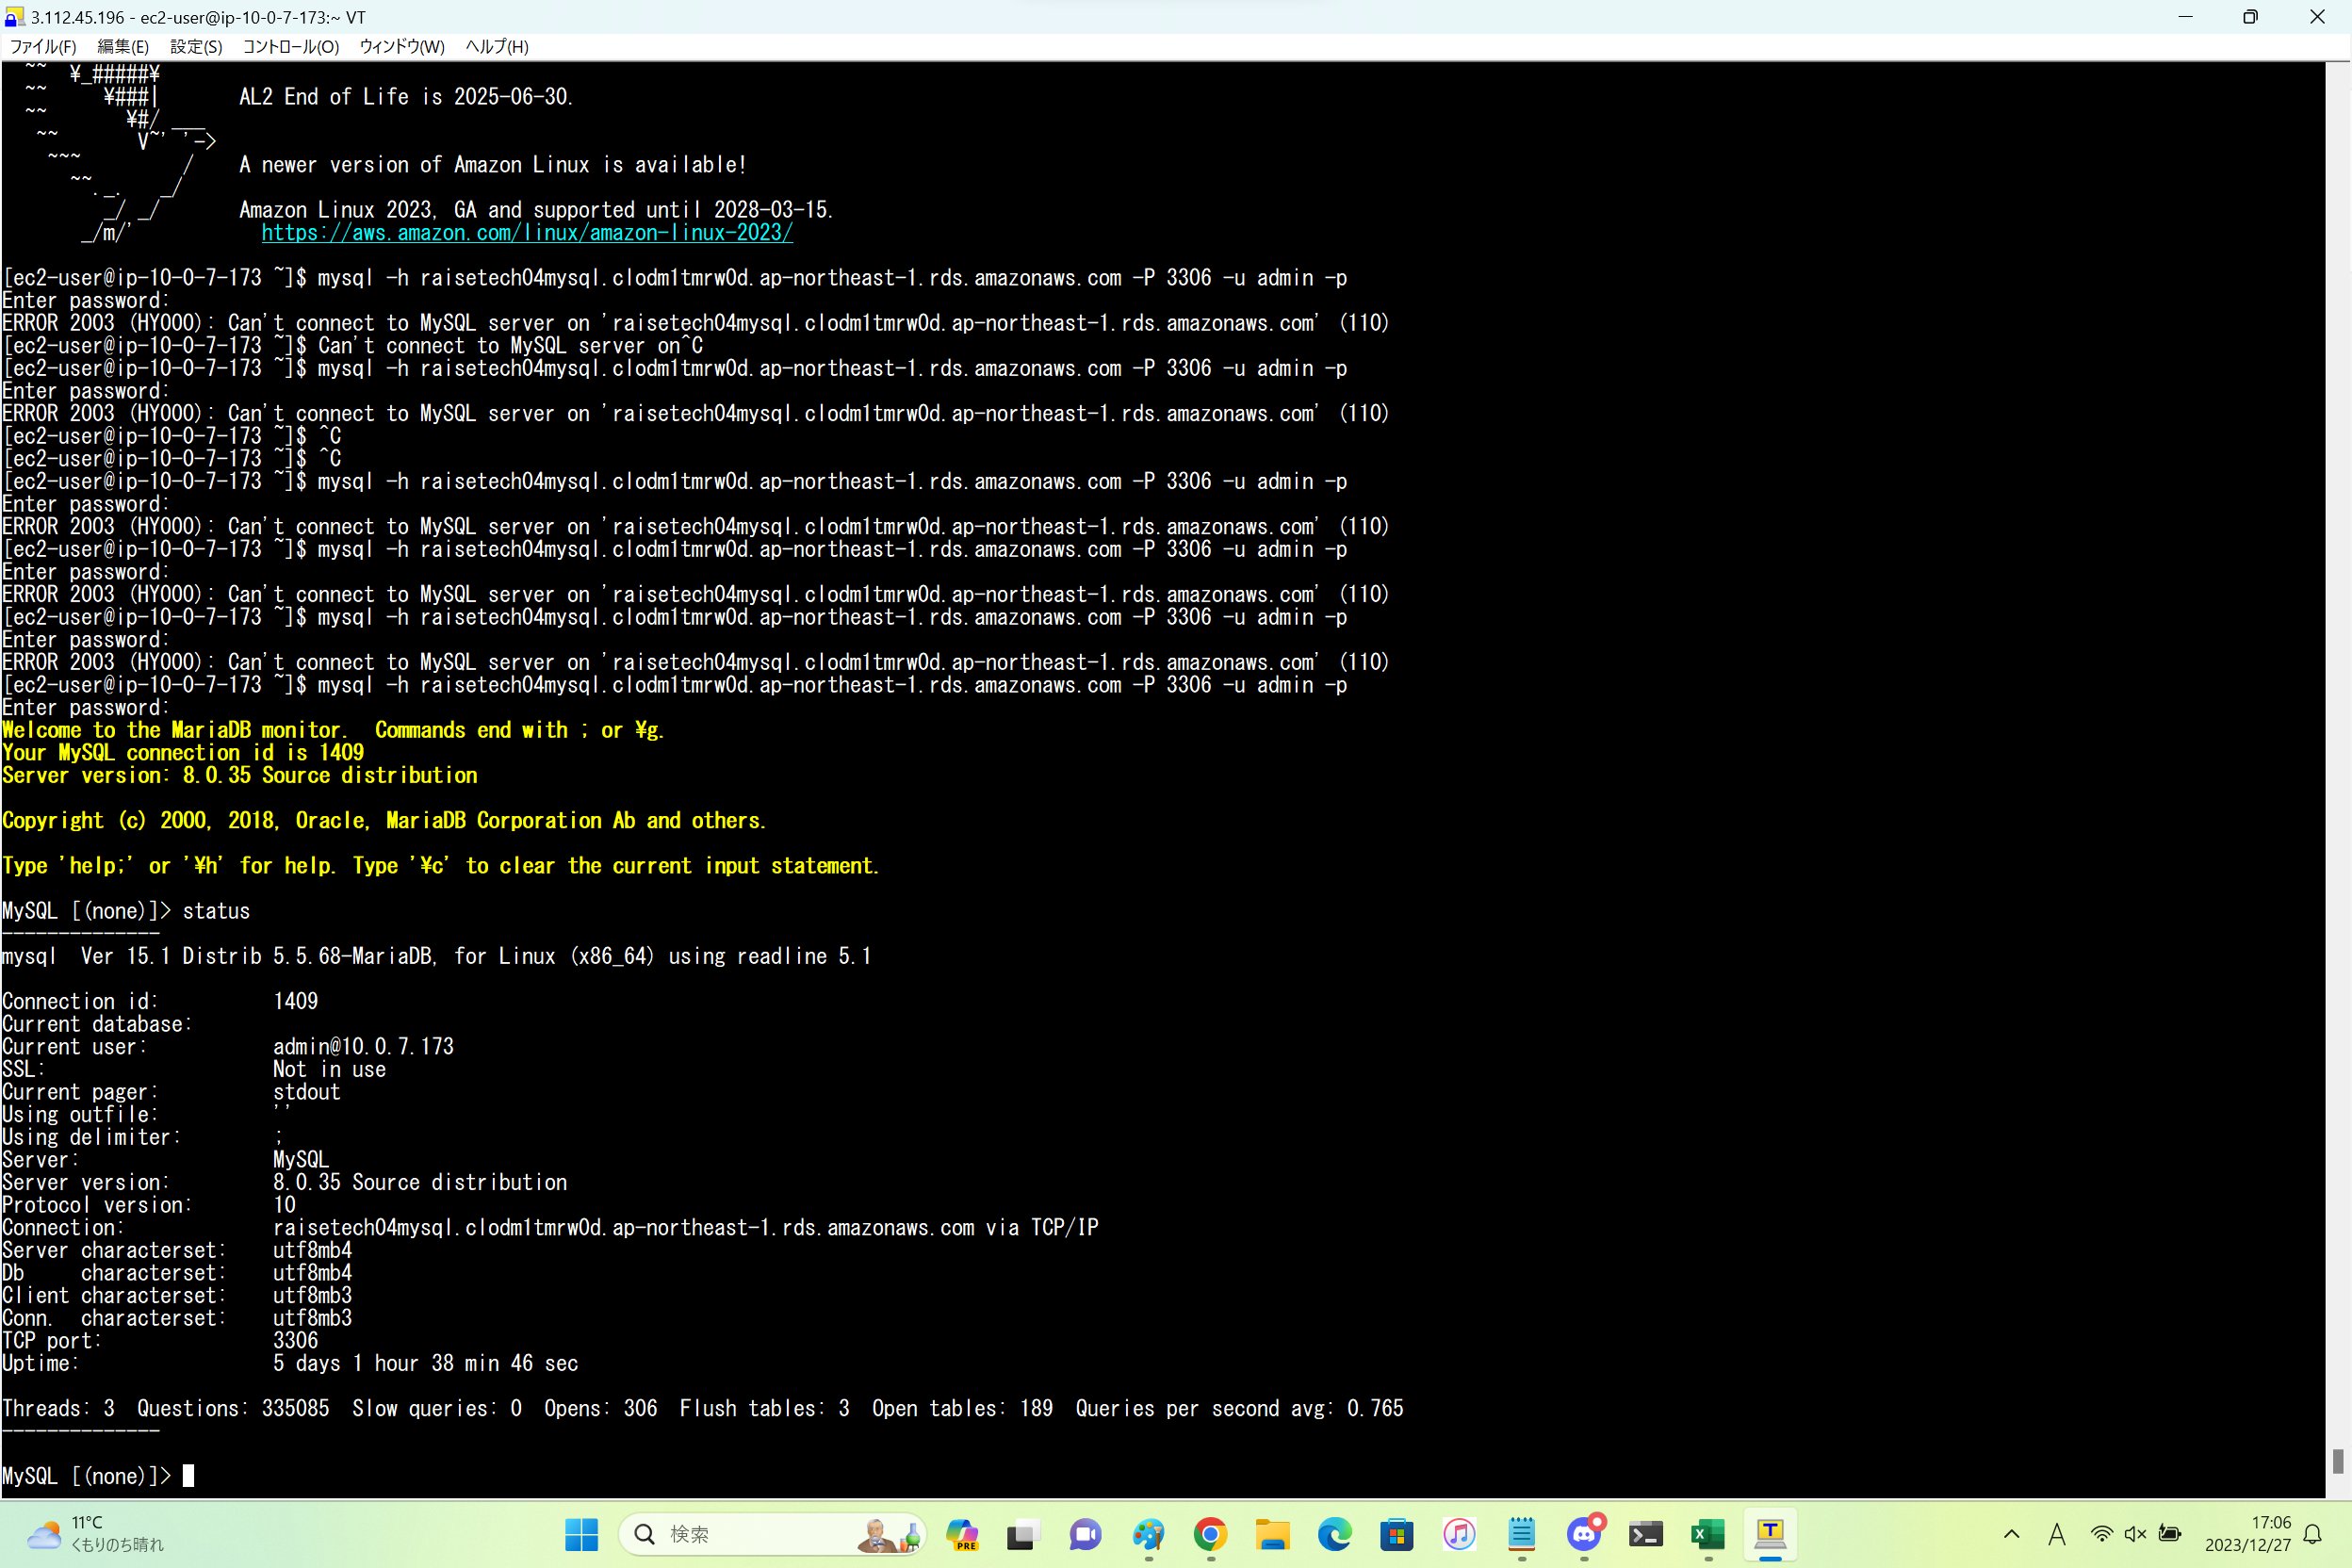 3.112.45.196 - ec2-user@ip-10-0-7-173:~ VT
ファイル(F) 編集(E) 設定(S) コントロール(O) ウィンドウ(W) ヘルプ(H)
~~  ¥_#####¥
~~     ¥###|       AL2 End of Life is 2025-06-30.
~~       ¥#/ ___
~~       V~' '->
~~~         /    A newer version of Amazon Linux is available!
~~._.   _/
_/ _/       Amazon Linux 2023, GA and supported until 2028-03-15.
_/m/'           https://aws.amazon.com/linux/amazon-linux-2023/
[ec2-user@ip-10-0-7-173 ~]$ mysql -h raisetech04mysql.clodm1tmrw0d.ap-northeast-1.rds.amazonaws.com -P 3306 -u admin -p
Enter password:
ERROR 2003 (HY000): Can't connect to MySQL server on 'raisetech04mysql.clodm1tmrw0d.ap-northeast-1.rds.amazonaws.com' (110)
[ec2-user@ip-10-0-7-173 ~]$ Can't connect to MySQL server on^C
[ec2-user@ip-10-0-7-173 ~]$ mysql -h raisetech04mysql.clodm1tmrw0d.ap-northeast-1.rds.amazonaws.com -P 3306 -u admin -p
Enter password:
ERROR 2003 (HY000): Can't connect to MySQL server on 'raisetech04mysql.clodm1tmrw0d.ap-northeast-1.rds.amazonaws.com' (110)
[ec2-user@ip-10-0-7-173 ~]$ ^C
[ec2-user@ip-10-0-7-173 ~]$ ^C
[ec2-user@ip-10-0-7-173 ~]$ mysql -h raisetech04mysql.clodm1tmrw0d.ap-northeast-1.rds.amazonaws.com -P 3306 -u admin -p
Enter password:
ERROR 2003 (HY000): Can't connect to MySQL server on 'raisetech04mysql.clodm1tmrw0d.ap-northeast-1.rds.amazonaws.com' (110)
[ec2-user@ip-10-0-7-173 ~]$ mysql -h raisetech04mysql.clodm1tmrw0d.ap-northeast-1.rds.amazonaws.com -P 3306 -u admin -p
Enter password:
ERROR 2003 (HY000): Can't connect to MySQL server on 'raisetech04mysql.clodm1tmrw0d.ap-northeast-1.rds.amazonaws.com' (110)
[ec2-user@ip-10-0-7-173 ~]$ mysql -h raisetech04mysql.clodm1tmrw0d.ap-northeast-1.rds.amazonaws.com -P 3306 -u admin -p
Enter password:
ERROR 2003 (HY000): Can't connect to MySQL server on 'raisetech04mysql.clodm1tmrw0d.ap-northeast-1.rds.amazonaws.com' (110)
[ec2-user@ip-10-0-7-173 ~]$ mysql -h raisetech04mysql.clodm1tmrw0d.ap-northeast-1.rds.amazonaws.com -P 3306 -u admin -p
Enter password:
Welcome to the MariaDB monitor.  Commands end with ; or ¥g.
Your MySQL connection id is 1409
Server version: 8.0.35 Source distribution
Copyright (c) 2000, 2018, Oracle, MariaDB Corporation Ab and others.
Type 'help;' or '¥h' for help. Type '¥c' to clear the current input statement.
MySQL [(none)]> status
--------------
mysql  Ver 15.1 Distrib 5.5.68-MariaDB, for Linux (x86_64) using readline 5.1
Connection id:          1409
Current database:
Current user:           admin@10.0.7.173
SSL:                    Not in use
Current pager:          stdout
Using outfile:          ''
Using delimiter:        ;
Server:                 MySQL
Server version:         8.0.35 Source distribution
Protocol version:       10
Connection:             raisetech04mysql.clodm1tmrw0d.ap-northeast-1.rds.amazonaws.com via TCP/IP
Server characterset:    utf8mb4
Db     characterset:    utf8mb4
Client characterset:    utf8mb3
Conn.  characterset:    utf8mb3
TCP port:               3306
Uptime:                 5 days 1 hour 38 min 46 sec
Threads: 3  Questions: 335085  Slow queries: 0  Opens: 306  Flush tables: 3  Open tables: 189  Queries per second avg: 0.765
--------------
MySQL [(none)]>
11°C
くもりのち晴れ
検索
PRE
A
17:06
2023/12/27